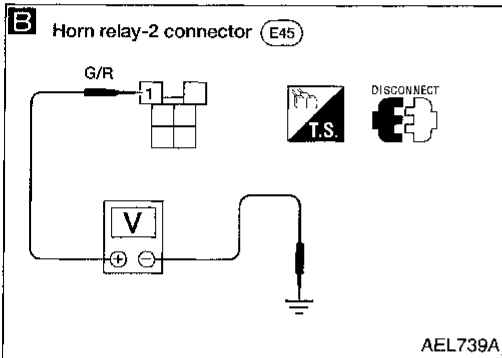 B Horn relay-2 connector E45
G/R
1
T.S.
DISCONNECT
V
+ −
AEL739A